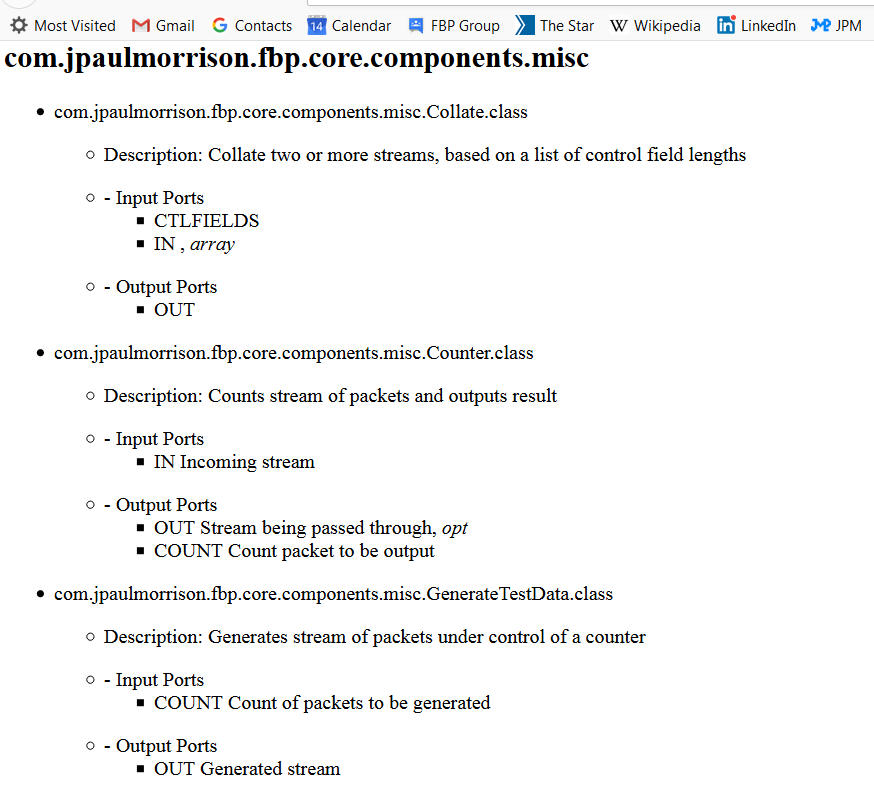 Most Visited Gmail Contacts 14 Calendar FBP Group The Star W Wikipedia in LinkedIn JMP JPM
com.jpaulmorrison.fbp.core.components.misc
com.jpaulmorrison.fbp.core.components.misc.Collate.class
Description: Collate two or more streams, based on a list of control field lengths
- Input Ports
CTLFIELDS
IN , array
- Output Ports
OUT
com.jpaulmorrison.fbp.core.components.misc.Counter.class
Description: Counts stream of packets and outputs result
- Input Ports
IN Incoming stream
- Output Ports
OUT Stream being passed through, opt
COUNT Count packet to be output
com.jpaulmorrison.fbp.core.components.misc.GenerateTestData.class
Description: Generates stream of packets under control of a counter
- Input Ports
COUNT Count of packets to be generated
- Output Ports
OUT Generated stream